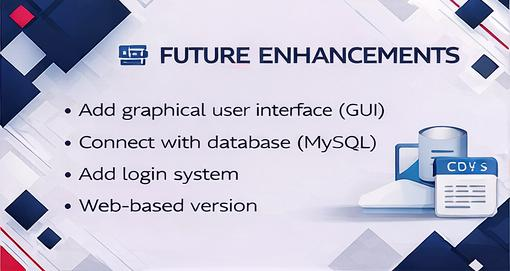 FUTURE ENHANCEMENTS
• Add graphical user interface (GUI)
• Connect with database (MySQL)
• Add login system
• Web-based version